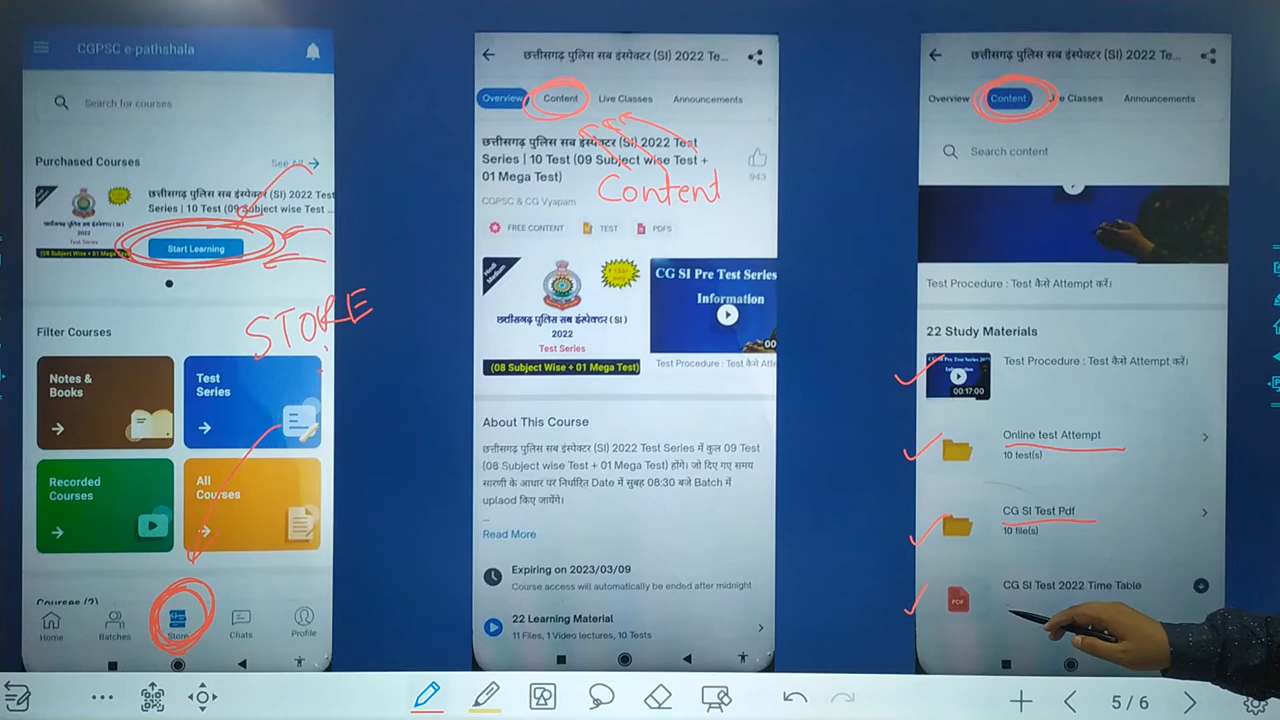 CGPSC e-pathshala
Search for courses
Purchased Courses
See All
छत्तीसगढ़ पुलिस सब इंस्पेक्टर (SI) 2022 Test
Series | 10 Test (09 Subject wise Test ...
2022
Test Series
Start Learning
STORE
Filter Courses
Notes &
Books
Test
Series
Recorded
Courses
All
Courses
Courses (2)
Home
Batches
Store
Chats
Profile
छत्तीसगढ़ पुलिस सब इंस्पेक्टर (SI) 2022 Te...
Overview
Content
Live Classes
Announcements
छत्तीसगढ़ पुलिस सब इंस्पेक्टर (SI) 2022 Test
Series | 10 Test (09 Subject wise Test +
01 Mega Test)
943
Content
CGPSC & CG Vyapam
FREE CONTENT
TEST
PDFS
Hindi
Medium
छत्तीसगढ़ पुलिस सब इंस्पेक्टर ( SI )
2022
Test Series
(08 Subject Wise + 01 Mega Test)
CG SI Pre Test Series
Information
00
Test Procedure : Test कैसे Atte
About This Course
छत्तीसगढ़ पुलिस सब इंस्पेक्टर (SI) 2022 Test Series में कुल 09 Test
(08 Subject wise Test + 01 Mega Test) होंगे। जो दिए गए समय
सारणी के आधार पर निर्धारित Date में सुबह 08:30 बजे Batch में
uplaod किए जायेंगे।
...
Read More
Expiring on 2023/03/09
Course access will automatically be ended after midnight
22 Learning Material
11 Files, 1 Video lectures, 10 Tests
छत्तीसगढ़ पुलिस सब इंस्पेक्टर (SI) 2022 Te...
Overview
Content
Classes
Announcements
Search content
Test Procedure : Test कैसे Attempt करें।
22 Study Materials
Test Procedure : Test कैसे Attempt करें।
00:17:00
Online test Attempt
10 test(s)
CG SI Test Pdf
10 file(s)
PDF
CG SI Test 2022 Time Table
5 / 6